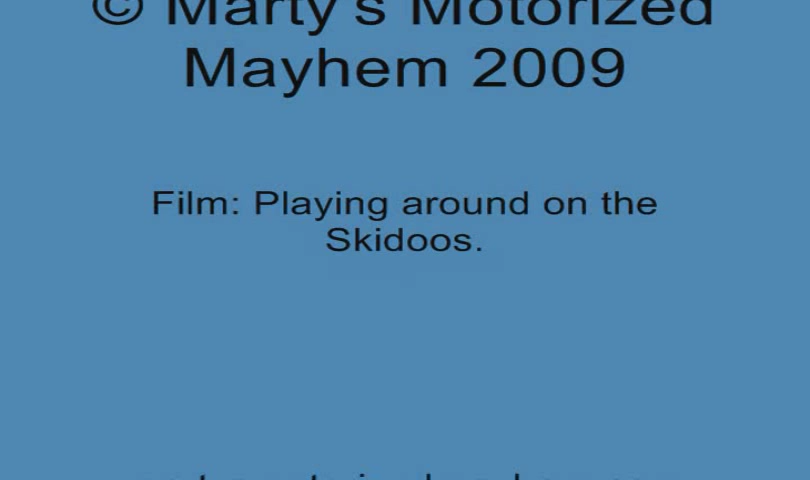 © Marty's Motorized
Mayhem 2009
Film: Playing around on the
Skidoos.